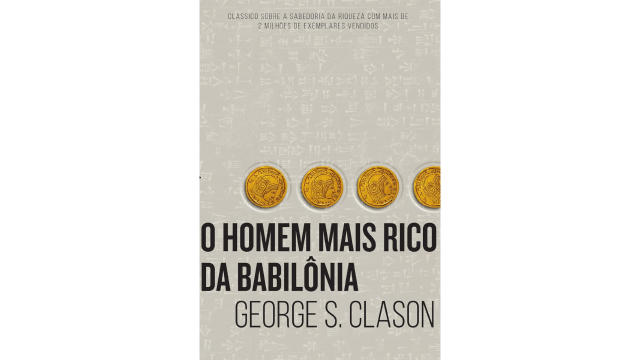 CLÁSSICO SOBRE A SABEDORIA DA RIQUEZA COM MAIS DE
2 MILHÕES DE EXEMPLARES VENDIDOS
O HOMEM MAIS RICO
DA BABILÔNIA
GEORGE S. CLASON